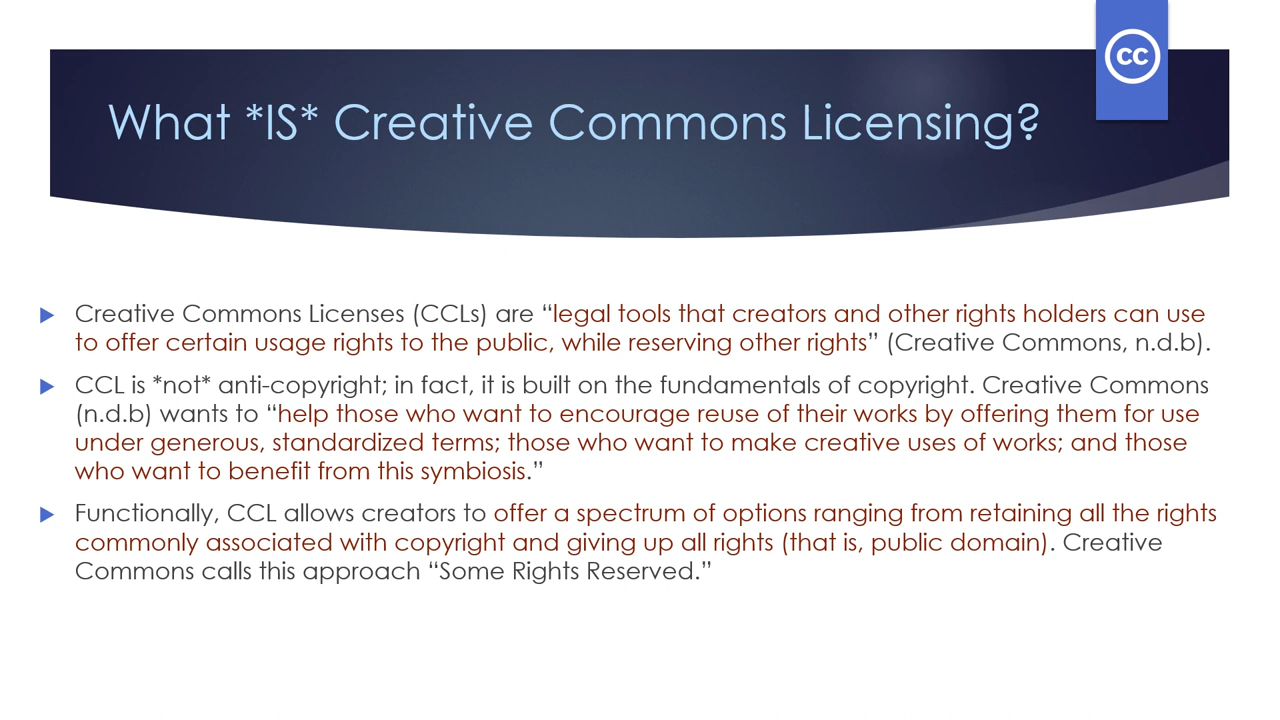 cc
What *IS* Creative Commons Licensing?
Creative Commons Licenses (CCLs) are “legal tools that creators and other rights holders can use
to offer certain usage rights to the public, while reserving other rights” (Creative Commons, n.d.b).
CCL is *not* anti-copyright; in fact, it is built on the fundamentals of copyright. Creative Commons
(n.d.b) wants to “help those who want to encourage reuse of their works by offering them for use
under generous, standardized terms; those who want to make creative uses of works; and those
who want to benefit from this symbiosis.”
Functionally, CCL allows creators to offer a spectrum of options ranging from retaining all the rights
commonly associated with copyright and giving up all rights (that is, public domain). Creative
Commons calls this approach “Some Rights Reserved.”